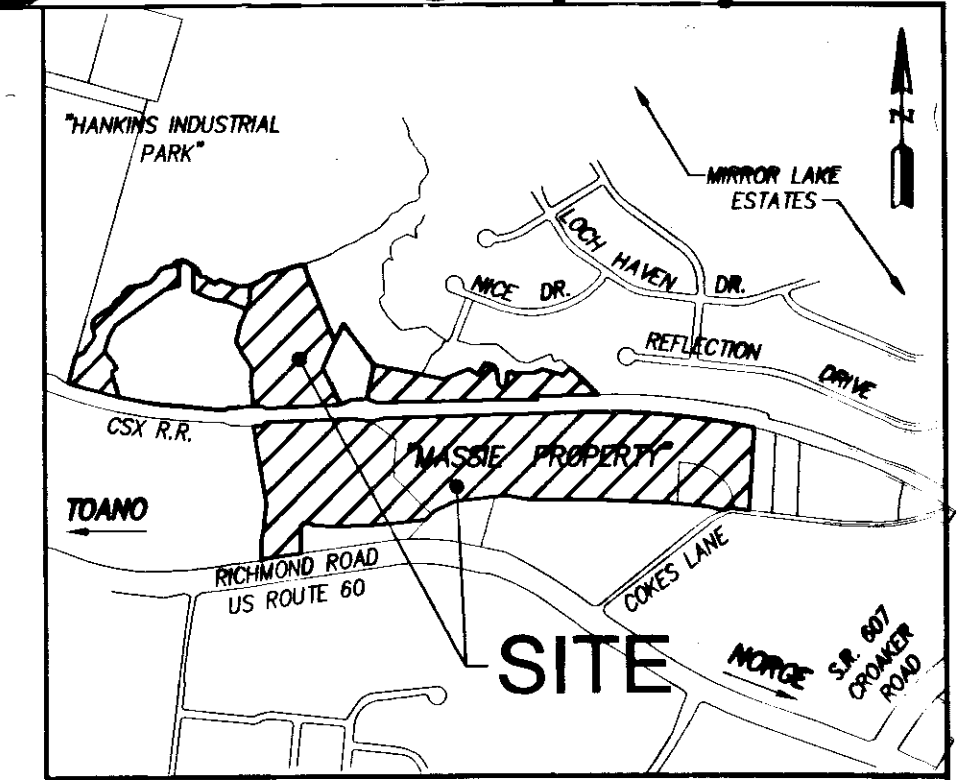 "HANKINS INDUSTRIAL
PARK"
N
MIRROR LAKE
ESTATES
LOCH HAVEN DR.
NICE DR.
REFLECTION DRIVE
CSX R.R.
"MASSIE PROPERTY"
TOANO
RICHMOND ROAD
US ROUTE 60
COKES LANE
SITE
NORGE
S.R. 607
CROAKER
ROAD